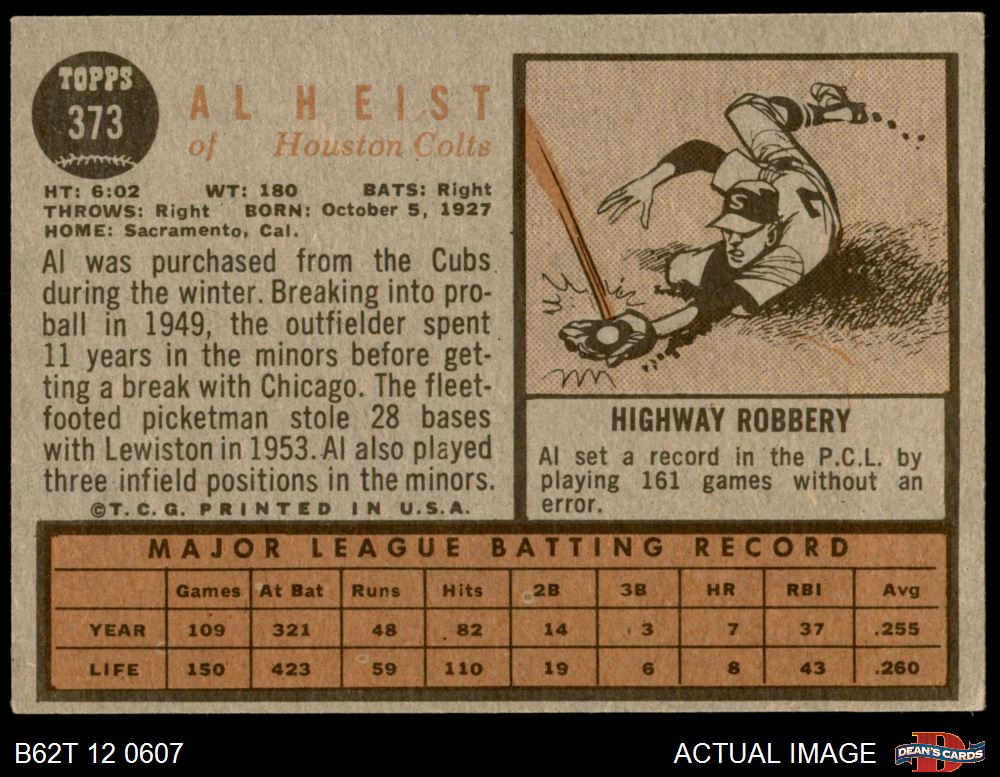 TOPPS
373
AL HEIST
of Houston Colts
HT: 6:02 WT: 180 BATS: Right
THROWS: Right BORN: October 5, 1927
HOME: Sacramento, Cal.
Al was purchased from the Cubs
during the winter. Breaking into pro-
ball in 1949, the outfielder spent
11 years in the minors before get-
ting a break with Chicago. The fleet-
footed picketman stole 28 bases
with Lewiston in 1953. Al also played
three infield positions in the minors.
©T.C.G. PRINTED IN U.S.A.
S
7
HIGHWAY ROBBERY
Al set a record in the P.C.L. by
playing 161 games without an
error.
MAJOR LEAGUE BATTING RECORD
Games At Bat Runs Hits 2B 3B HR RBI Avg
YEAR 109 321 48 82 14 3 7 37 .255
LIFE 150 423 59 110 19 6 8 43 .260
B62T 12 0607
ACTUAL IMAGE
D
DEAN'S CARDS